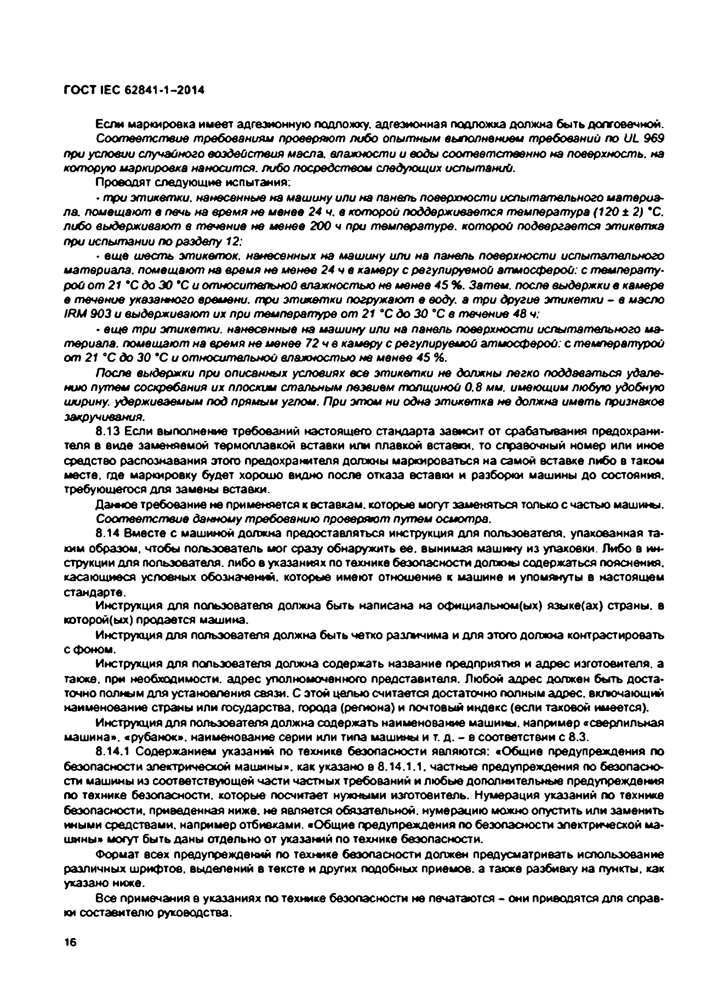 ГОСТ IEC 62841-1–2014
Если маркировка имеет адгезионную подложку, адгезионная подложка должна быть долговечной.
Соответствие требованиям проверяют либо опытным выполнением требований по UL 969
при условии случайного воздействия масла, влажности и воды соответственно на поверхность, на
которую маркировка наносится, либо посредством следующих испытаний.
Проводят следующие испытания:
- три этикетки, нанесенные на машину или на панель поверхности испытательного материа-
ла, помещают в печь на время не менее 24 ч, в которой поддерживается температура (120 ± 2) °С,
либо выдерживают в течение не менее 200 ч при температуре, которой подвергается этикетка
при испытании по разделу 12;
- еще шесть этикеток, нанесенных на машину или на панель поверхности испытательного
материала, помещают на время не менее 24 ч в камеру с регулируемой атмосферой: с температу-
рой от 21 °С до 30 °С и относительной влажностью не менее 45 %. Затем, после выдержки в камере
в течение указанного времени, три этикетки погружают в воду, а три другие этикетки – в масло
IRM 903 и выдерживают их при температуре от 21 °С до 30 °С в течение 48 ч;
- еще три этикетки, нанесенные на машину или на панель поверхности испытательного ма-
териала, помещают на время не менее 72 ч в камеру с регулируемой атмосферой: с температурой
от 21 °С до 30 °С и относительной влажностью не менее 45 %.
После выдержки при описанных условиях все этикетки не должны легко поддаваться удале-
нию путем соскребания их плоским стальным лезвием толщиной 0,8 мм, имеющим любую удобную
ширину, удерживаемым под прямым углом. При этом ни одна этикетка не должна иметь признаков
закручивания.
8.13 Если выполнение требований настоящего стандарта зависит от срабатывания предохрани-
теля в виде заменяемой термоплавкой вставки или плавкой вставки, то справочный номер или иное
средство распознавания этого предохранителя должны маркироваться на самой вставке либо в таком
месте, где маркировку будет хорошо видно после отказа вставки и разборки машины до состояния,
требующегося для замены вставки.
Данное требование не применяется к вставкам, которые могут заменяться только с частью машины.
Соответствие данному требованию проверяют путем осмотра.
8.14 Вместе с машиной должна предоставляться инструкция для пользователя, упакованная та-
ким образом, чтобы пользователь мог сразу обнаружить ее, вынимая машину из упаковки. Либо в ин-
струкции для пользователя, либо в указаниях по технике безопасности должны содержаться пояснения,
касающиеся условных обозначений, которые имеют отношение к машине и упомянуты в настоящем
стандарте.
Инструкция для пользователя должна быть написана на официальном(ых) языке(ах) страны, в
которой(ых) продается машина.
Инструкция для пользователя должна быть четко различима и для этого должна контрастировать
с фоном.
Инструкция для пользователя должна содержать название предприятия и адрес изготовителя, а
также, при необходимости, адрес уполномоченного представителя. Любой адрес должен быть доста-
точно полным для установления связи. С этой целью считается достаточно полным адрес, включающий
наименование страны или государства, города (региона) и почтовый индекс (если таковой имеется).
Инструкция для пользователя должна содержать наименование машины, например «сверлильная
машина», «рубанок», наименование серии или типа машины и т. д. – в соответствии с 8.3.
8.14.1 Содержанием указаний по технике безопасности являются: «Общие предупреждения по
безопасности электрической машины», как указано в 8.14.1.1, частные предупреждения по безопасно-
сти машины из соответствующей части частных требований и любые дополнительные предупреждения
по технике безопасности, которые посчитает нужными изготовитель. Нумерация указаний по технике
безопасности, приведенная ниже, не является обязательной, нумерацию можно опустить или заменить
иными средствами, например отбивками. «Общие предупреждения по безопасности электрической ма-
шины» могут быть даны отдельно от указаний по технике безопасности.
Формат всех предупреждений по технике безопасности должен предусматривать использование
различных шрифтов, выделений в тексте и других подобных приемов, а также разбивку на пункты, как
указано ниже.
Все примечания в указаниях по технике безопасности не печатаются – они приводятся для справ-
ки составителю руководства.
16